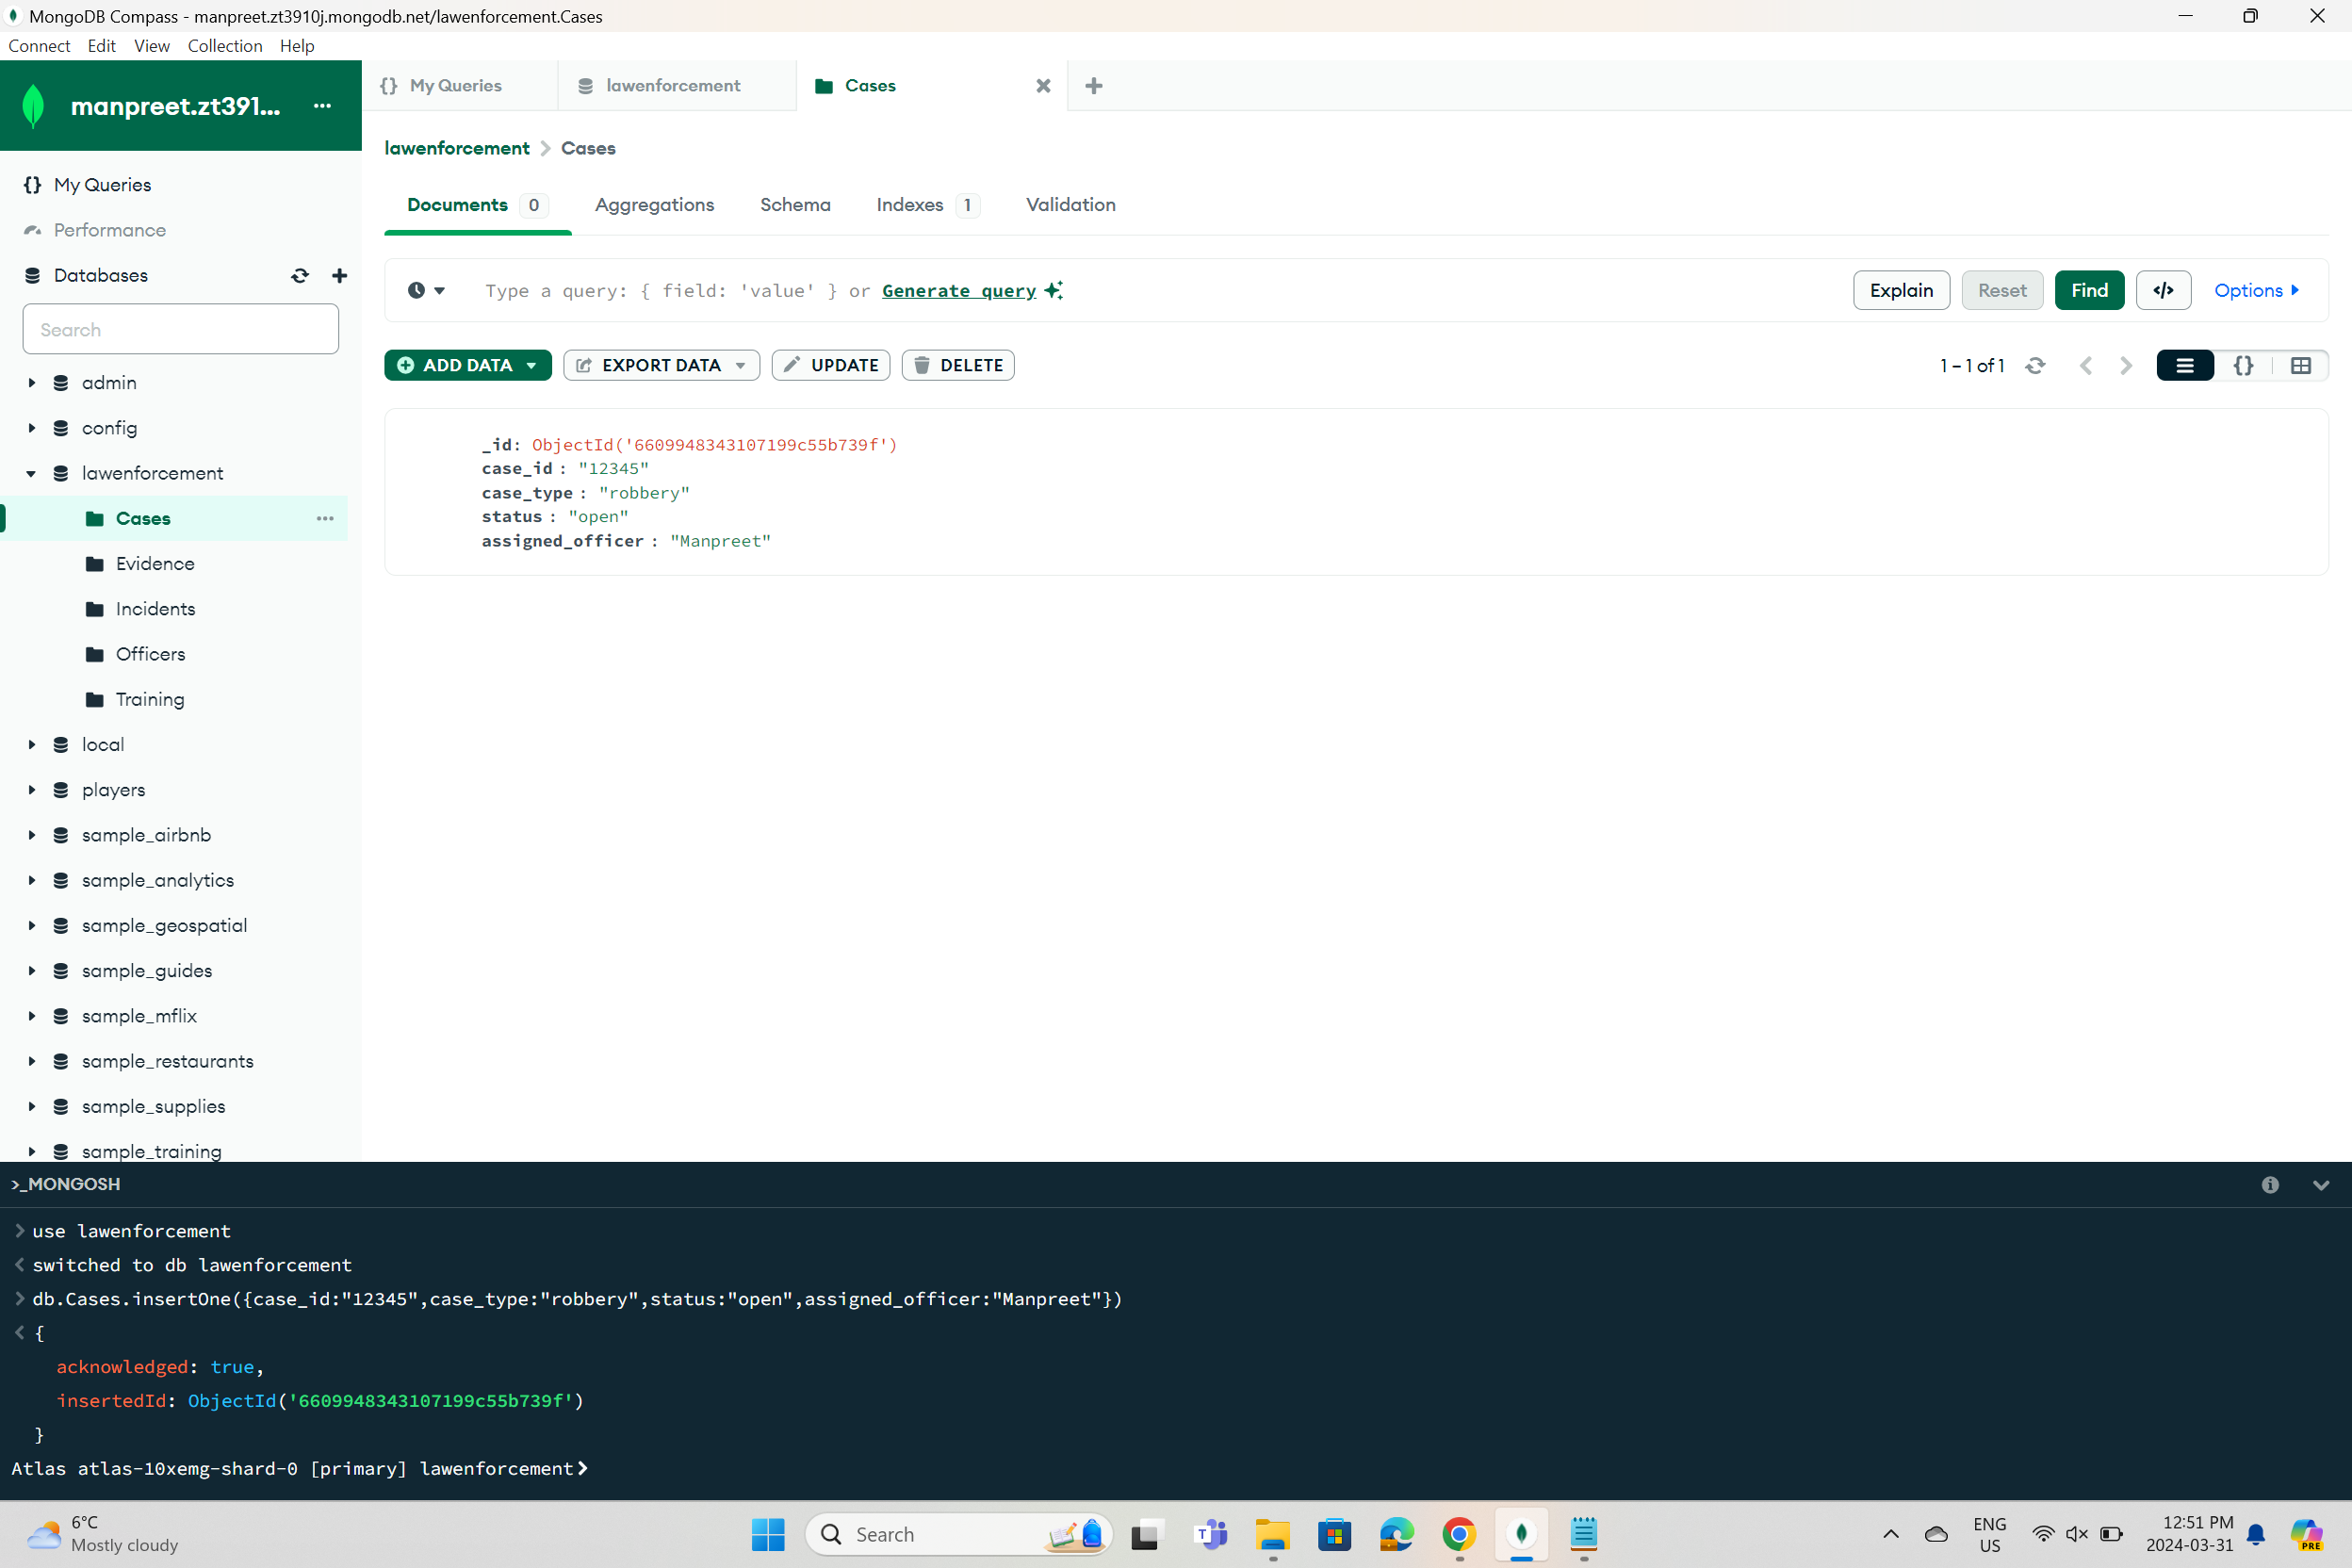 MongoDB Compass - manpreet.zt3910j.mongodb.net/lawenforcement.Cases
Connect Edit View Collection Help
manpreet.zt391... ...
{} My Queries
lawenforcement
Cases
My Queries
Performance
Databases
Search
admin
config
lawenforcement
Cases
Evidence
Incidents
Officers
Training
local
players
sample_airbnb
sample_analytics
sample_geospatial
sample_guides
sample_mflix
sample_restaurants
sample_supplies
sample_training
lawenforcement > Cases
Documents 0 Aggregations Schema Indexes 1 Validation
Type a query: { field: 'value' } or Generate query
Explain Reset Find </> Options
ADD DATA EXPORT DATA UPDATE DELETE
1 – 1 of 1
{}
_id: ObjectId('6609948343107199c55b739f')
case_id : "12345"
case_type : "robbery"
status : "open"
assigned_officer : "Manpreet"
>_MONGOSH
> use lawenforcement
< switched to db lawenforcement
> db.Cases.insertOne({case_id:"12345",case_type:"robbery",status:"open",assigned_officer:"Manpreet"})
< {
acknowledged: true,
insertedId: ObjectId('6609948343107199c55b739f')
}
Atlas atlas-10xemg-shard-0 [primary] lawenforcement>
6°C
Mostly cloudy
Search
ENG
US
12:51 PM
2024-03-31
PRE